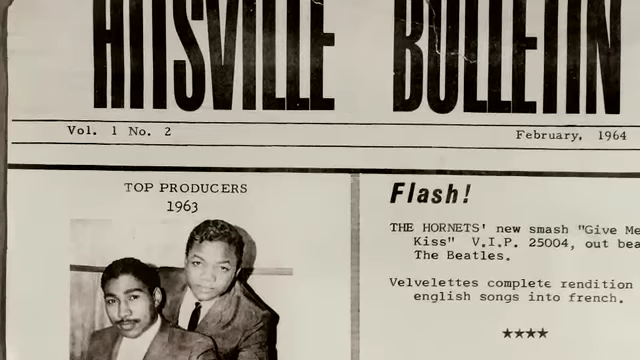 HITSVILLE BULLETIN
Vol. 1 No. 2 February, 1964
TOP PRODUCERS
1963
Flash!
THE HORNETS' new smash "Give Me
Kiss" V.I.P. 25004, out bea
The Beatles.
Velvelettes complete rendition
english songs into french.
★★★★